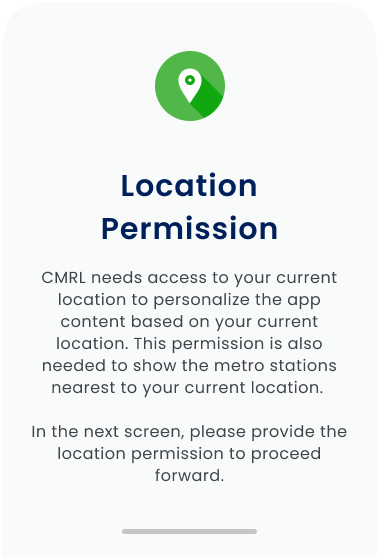 Location
Permission
CMRL needs access to your current
location to personalize the app
content based on your current
location. This permission is also
needed to show the metro stations
nearest to your current location.
In the next screen, please provide the
location permission to proceed
forward.